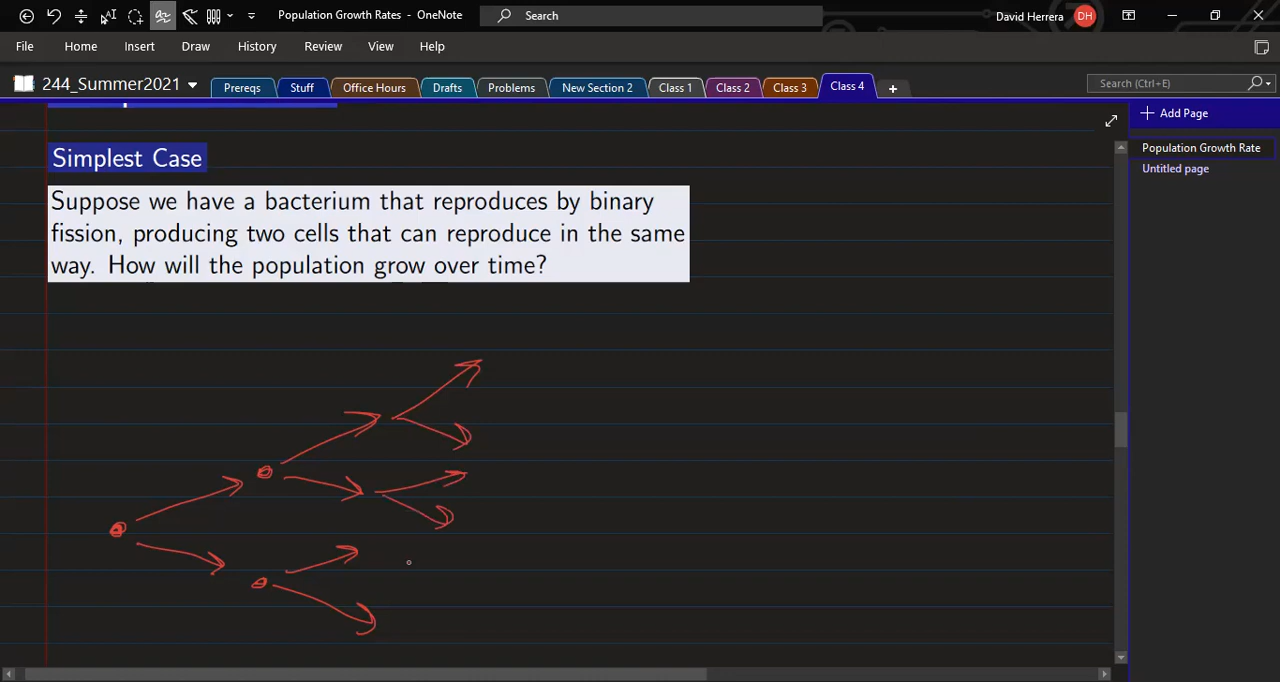 Population Growth Rates - OneNote
Search
David Herrera
DH
File
Home
Insert
Draw
History
Review
View
Help
244_Summer2021
Prereqs
Stuff
Office Hours
Drafts
Problems
New Section 2
Class 1
Class 2
Class 3
Class 4
Search (Ctrl+E)
Add Page
Population Growth Rate
Untitled page
Simplest Case
Suppose we have a bacterium that reproduces by binary
fission, producing two cells that can reproduce in the same
way. How will the population grow over time?